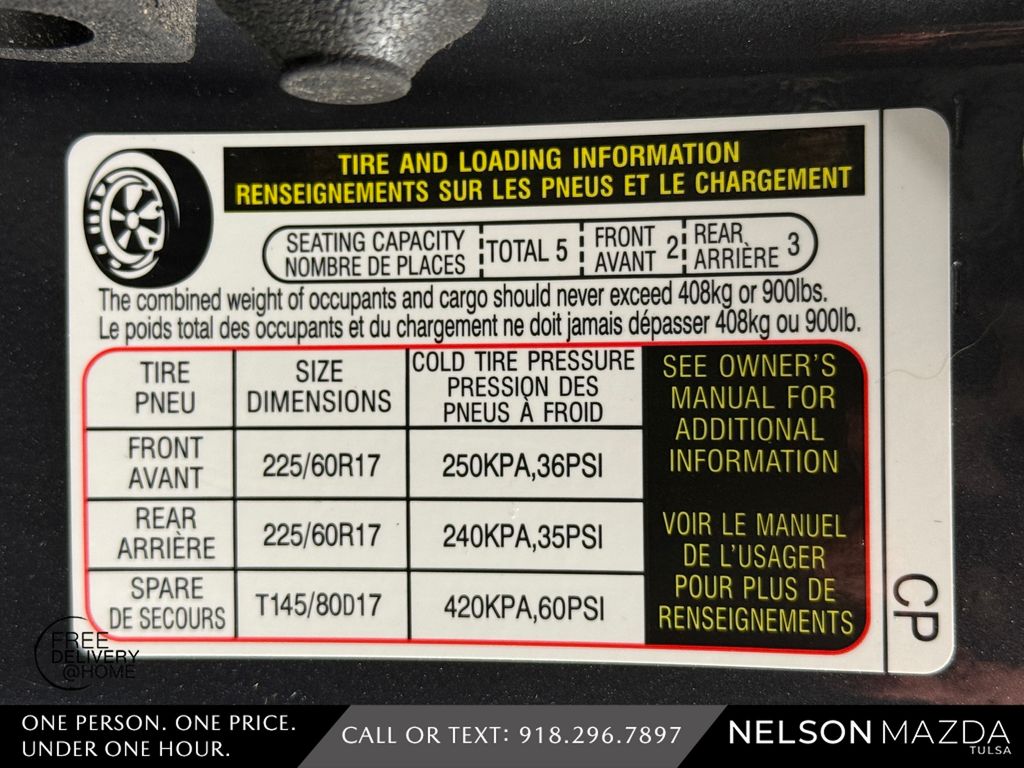 TIRE AND LOADING INFORMATION
RENSEIGNEMENTS SUR LES PNEUS ET LE CHARGEMENT
SEATING CAPACITY
NOMBRE DE PLACES
TOTAL 5
FRONT
AVANT 2
REAR
ARRIÈRE 3
The combined weight of occupants and cargo should never exceed 408kg or 900lbs.
Le poids total des occupants et du chargement ne doit jamais dépasser 408kg ou 900lb.
TIRE
PNEU
SIZE
DIMENSIONS
COLD TIRE PRESSURE
PRESSION DES
PNEUS À FROID
FRONT
AVANT
225/60R17
250KPA,36PSI
REAR
ARRIÈRE
225/60R17
240KPA,35PSI
SPARE
DE SECOURS
T145/80D17
420KPA,60PSI
SEE OWNER'S
MANUAL FOR
ADDITIONAL
INFORMATION
VOIR LE MANUEL
DE L'USAGER
POUR PLUS DE
RENSEIGNEMENTS
CP
FREE
DELIVERY
@HOME
ONE PERSON. ONE PRICE.
UNDER ONE HOUR.
CALL OR TEXT: 918.296.7897
NELSON MAZDA
TULSA